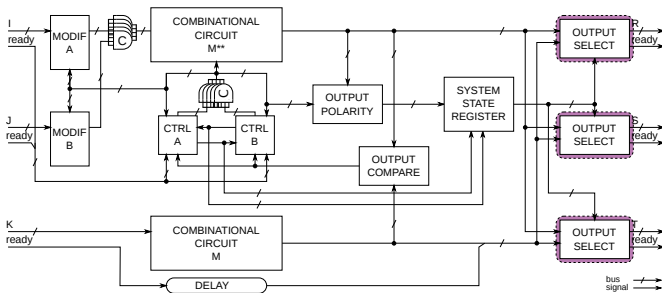 I
ready
MODIF
A
C
COMBINATIONAL
CIRCUIT
M**
OUTPUT
SELECT
R
ready
C
OUTPUT
POLARITY
SYSTEM
STATE
REGISTER
J
ready
MODIF
B
CTRL
A
CTRL
B
OUTPUT
SELECT
S
ready
OUTPUT
COMPARE
K
ready
COMBINATIONAL
CIRCUIT
M
OUTPUT
SELECT
T
ready
DELAY
bus
signal